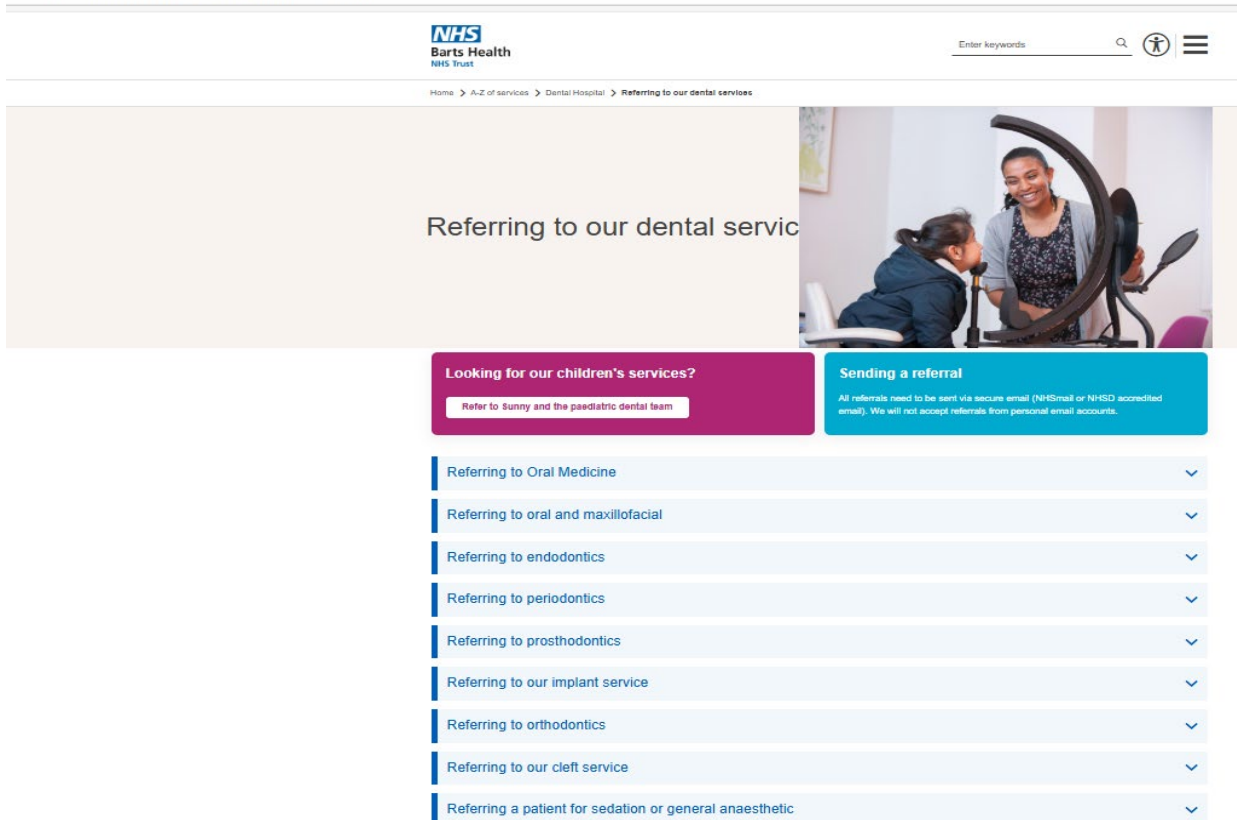 NHS
Barts Health
NHS Trust
Enter keywords
Home > A-Z of services > Dental Hospital > Referring to our dental services
Referring to our dental servic
Looking for our children's services?
Refer to Sunny and the paediatric dental team
Sending a referral
All referrals need to be sent via secure email (NHSmail or NHSD accredited
email). We will not accept referrals from personal email accounts.
Referring to Oral Medicine
Referring to oral and maxillofacial
Referring to endodontics
Referring to periodontics
Referring to prosthodontics
Referring to our implant service
Referring to orthodontics
Referring to our cleft service
Referring a patient for sedation or general anaesthetic